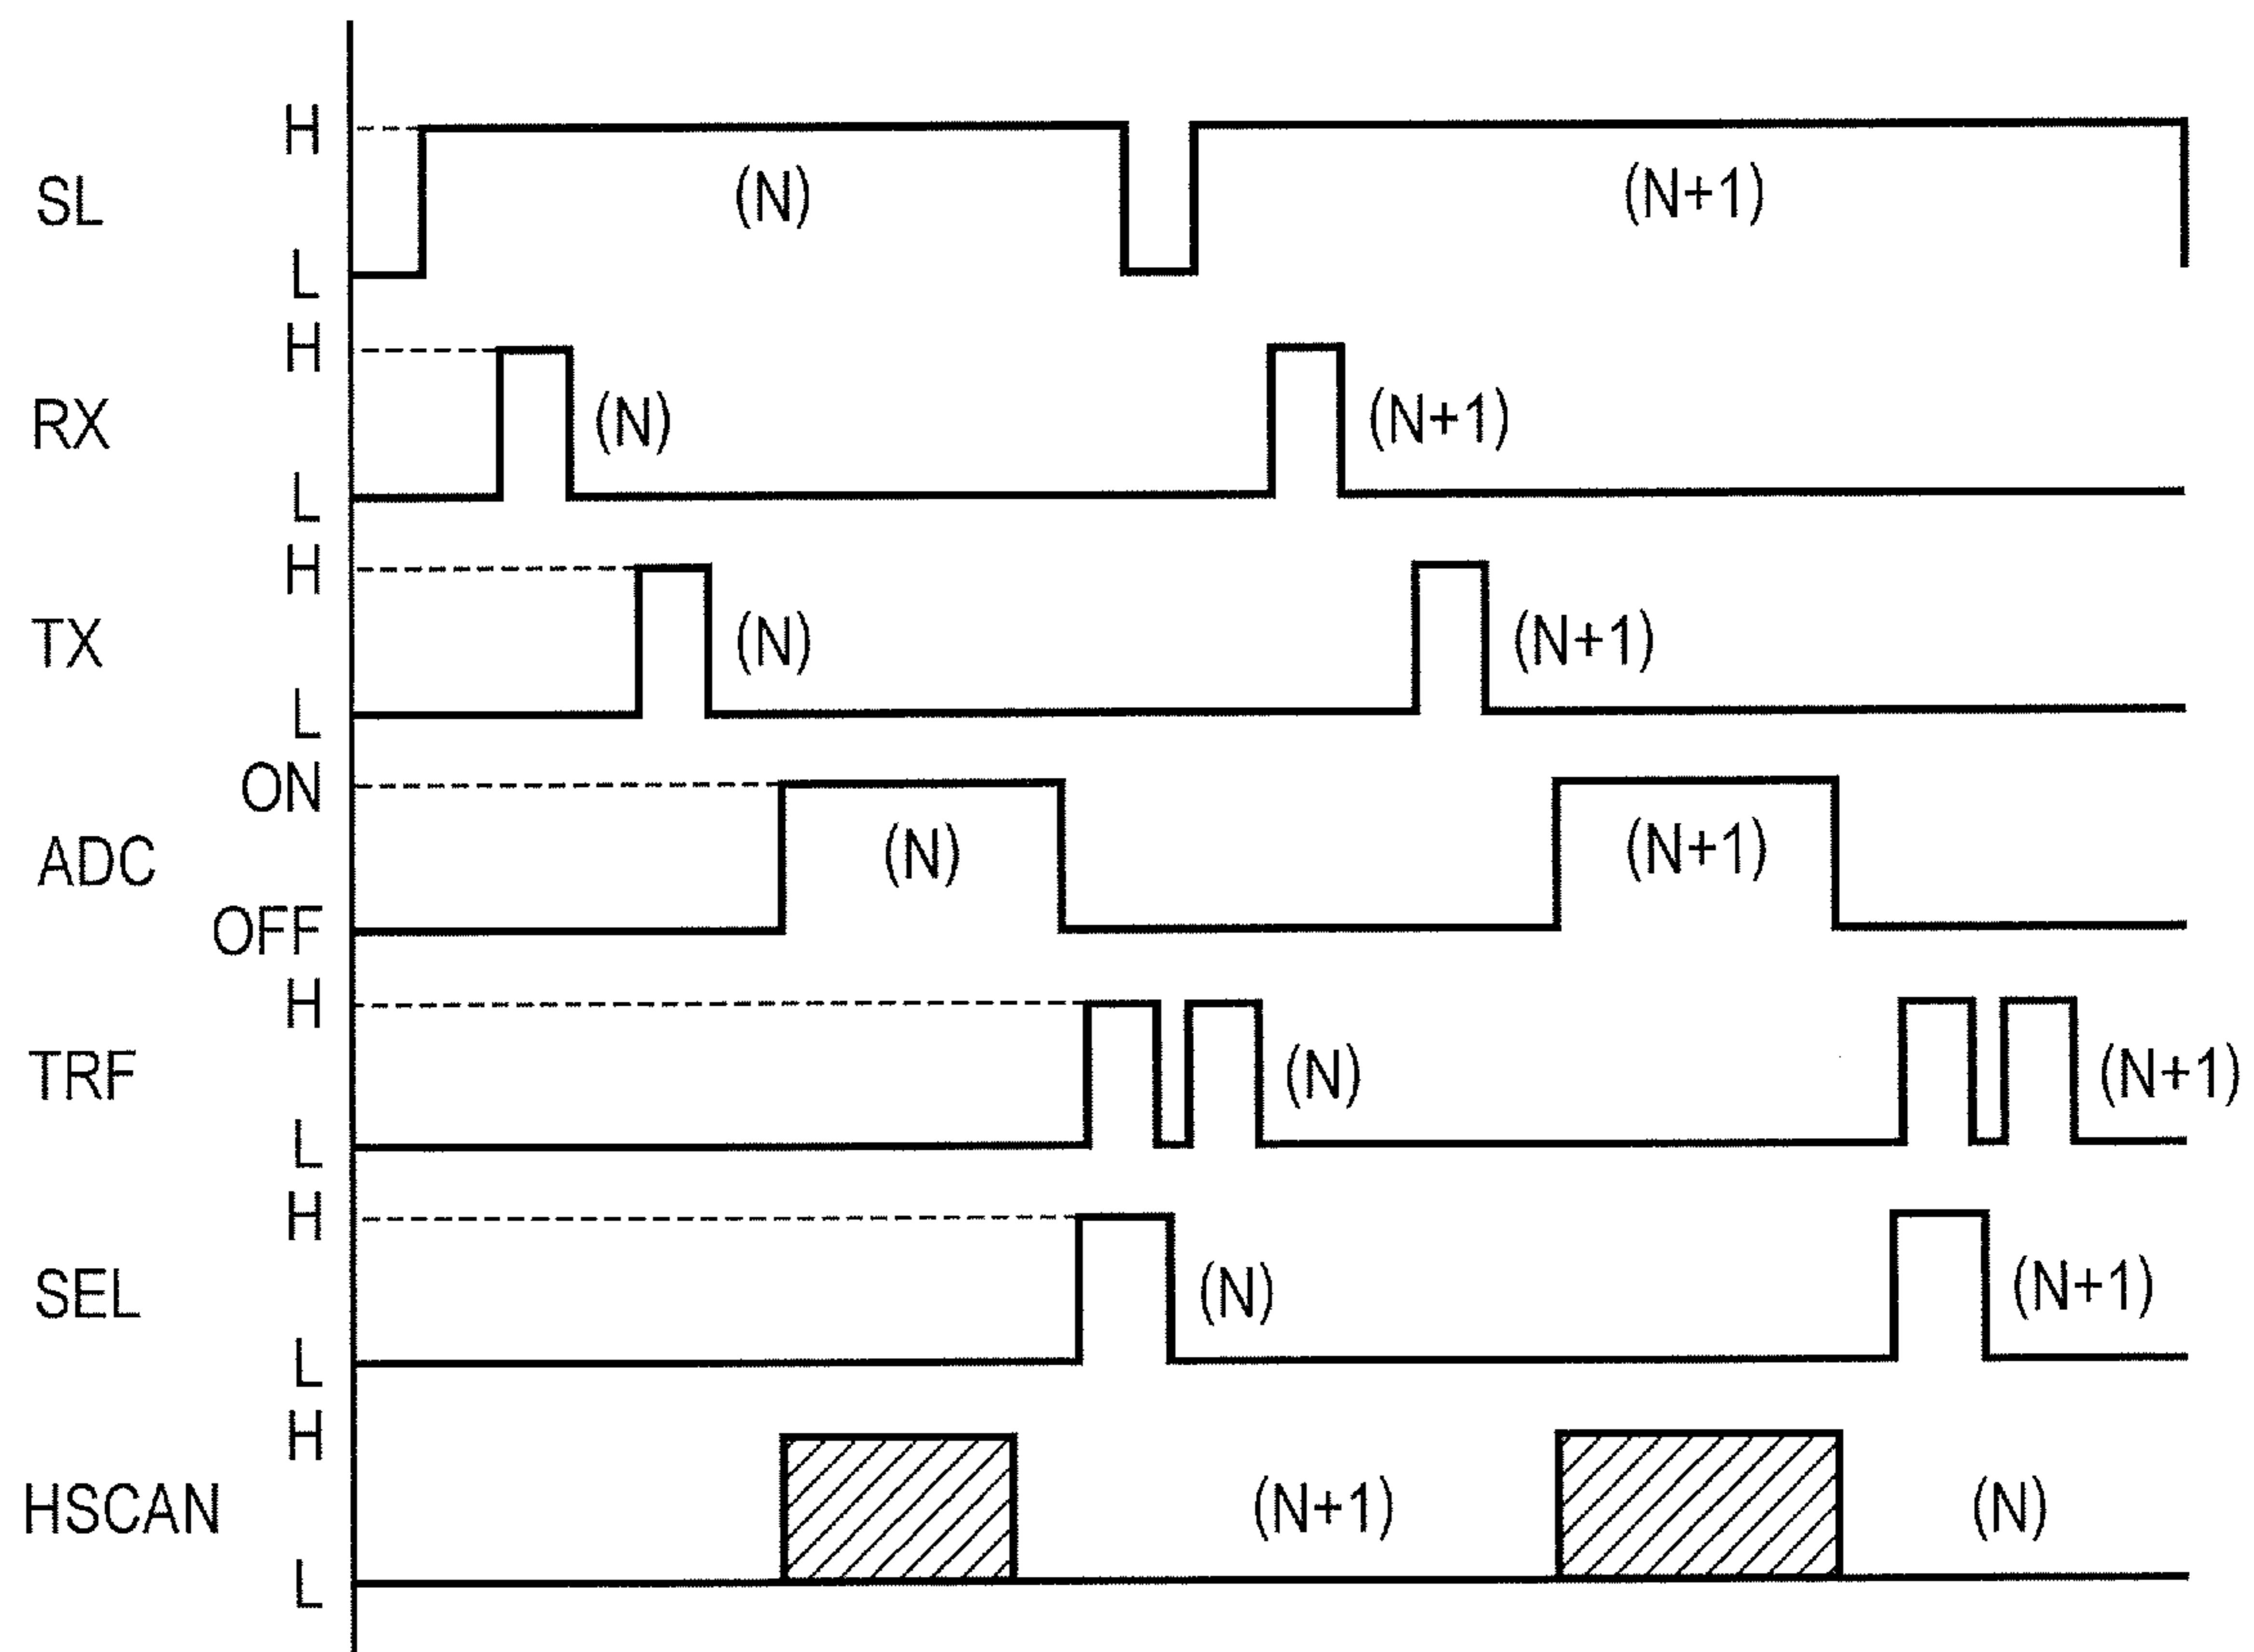 H
SL (N) (N+1)
L
H
RX (N) (N+1)
L
H
TX (N) (N+1)
L
ON
ADC (N) (N+1)
OFF
H
TRF (N) (N+1)
L
H
SEL (N) (N+1)
L
H
HSCAN (N+1) (N)
L